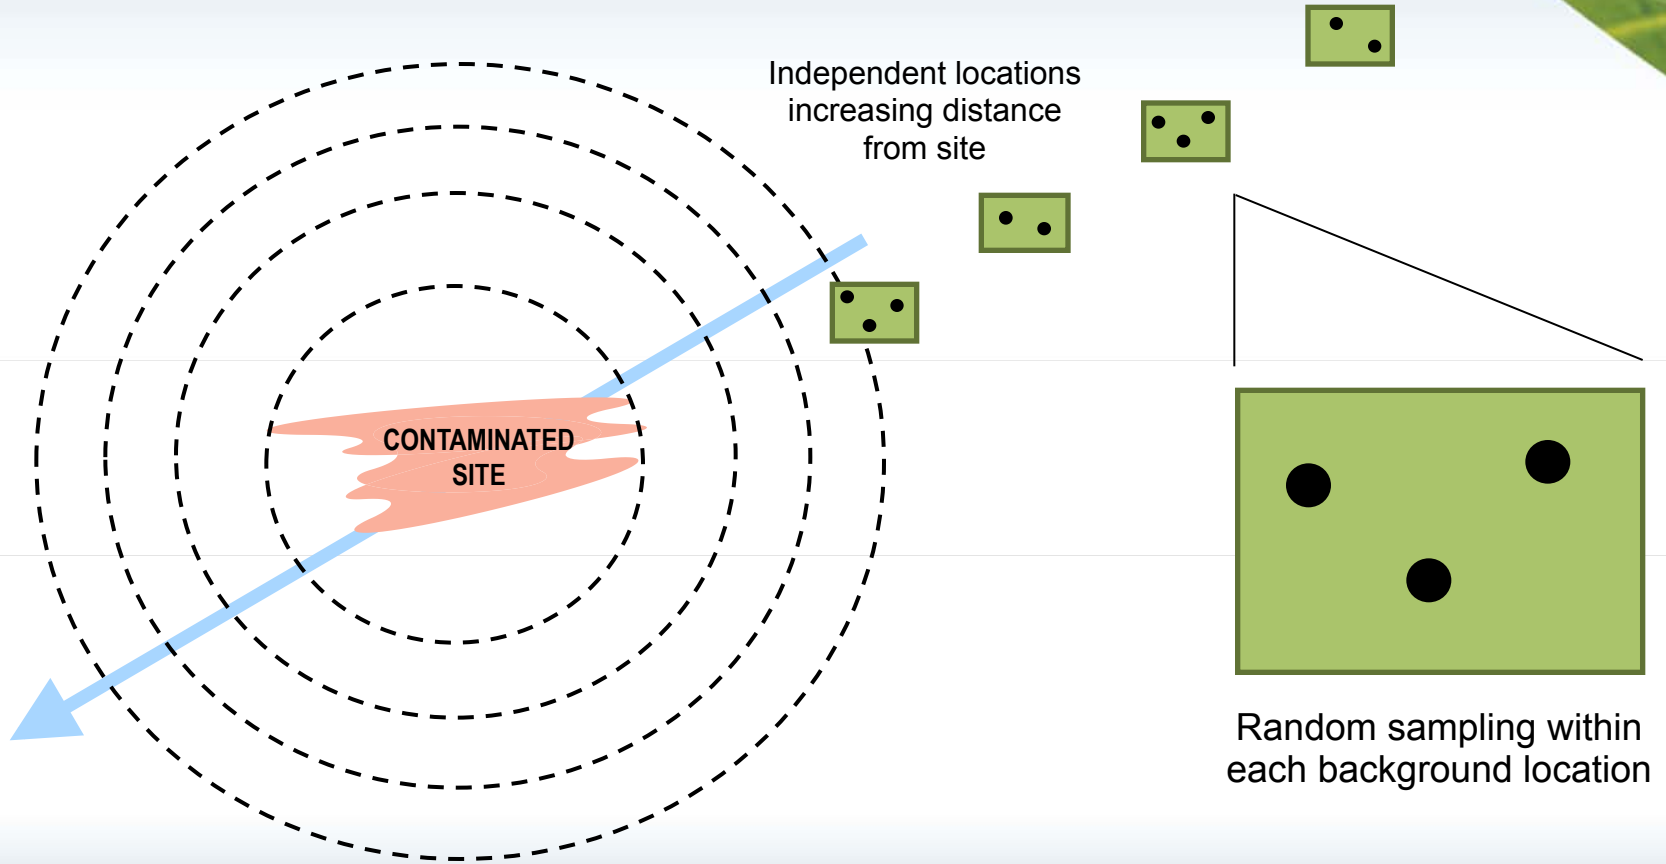 Independent locations
increasing distance
from site
CONTAMINATED
SITE
Random sampling within
each background location